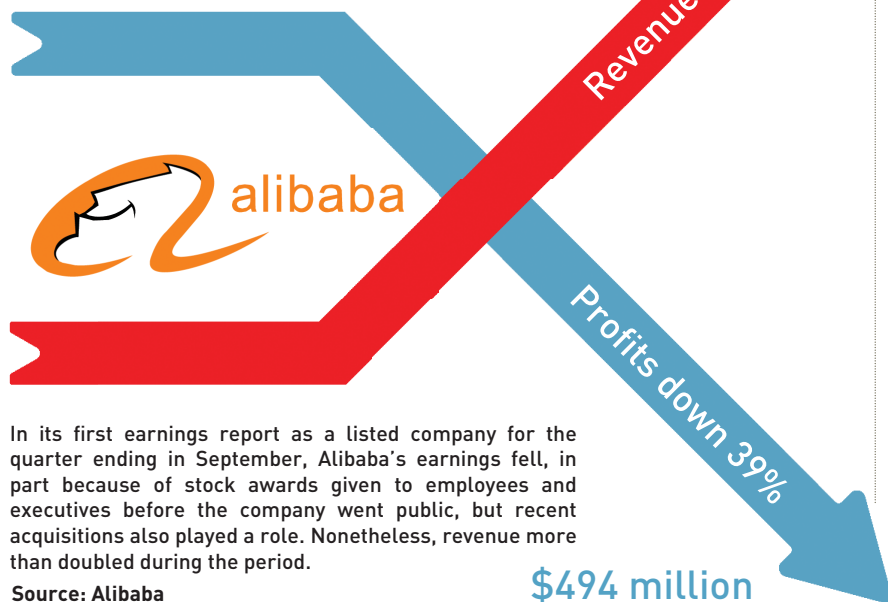 Revenue
alibaba
Profits down 39%
In its first earnings report as a listed company for the
quarter ending in September, Alibaba's earnings fell, in
part because of stock awards given to employees and
executives before the company went public, but recent
acquisitions also played a role. Nonetheless, revenue more
than doubled during the period.
Source: Alibaba
$494 million